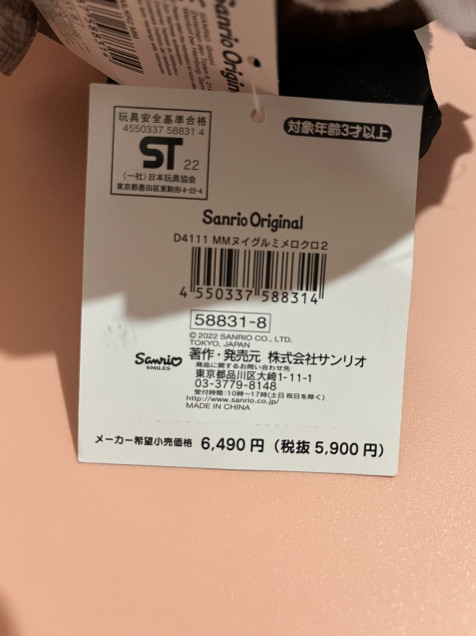 Sanrio Origin
玩具安全基準合格
4550337 58831 4
ST 22
(一社)日本玩具協会
東京都墨田区東駒形4-22-4
対象年齢3才以上
Sanrio Original
D4111 MMヌイグルミメロクロ2
4 550337 588314
58831-8
© 2022 SANRIO CO., LTD.
TOKYO, JAPAN
Sanrio
SMILES
著作・発売元 株式会社サンリオ
商品に関するお問い合わせ先
東京都品川区大崎1-11-1
03-3779-8148
受付時間:10時~17時(土日祝日を除く)
http://www.sanrio.co.jp/
MADE IN CHINA
メーカー希望小売価格 6,490円 (税抜5,900円)